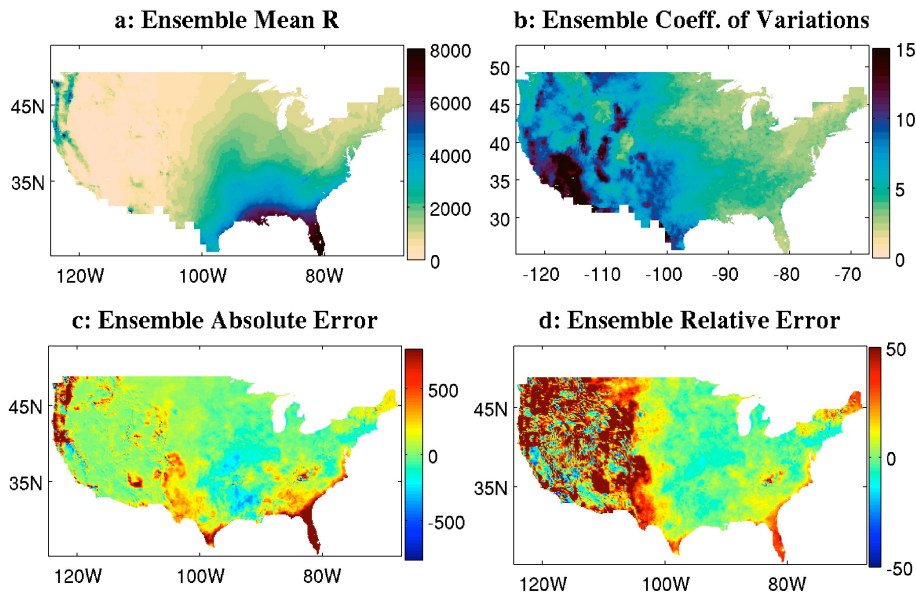 a: Ensemble Mean R
b: Ensemble Coeff. of Variations
8000
6000
4000
2000
0
45N
35N
120W
100W
80W
50
45
40
35
30
15
10
5
0
-120
-110
-100
-90
-80
-70
c: Ensemble Absolute Error
d: Ensemble Relative Error
500
0
-500
45N
35N
120W
100W
80W
50
0
-50
45N
35N
120W
100W
80W